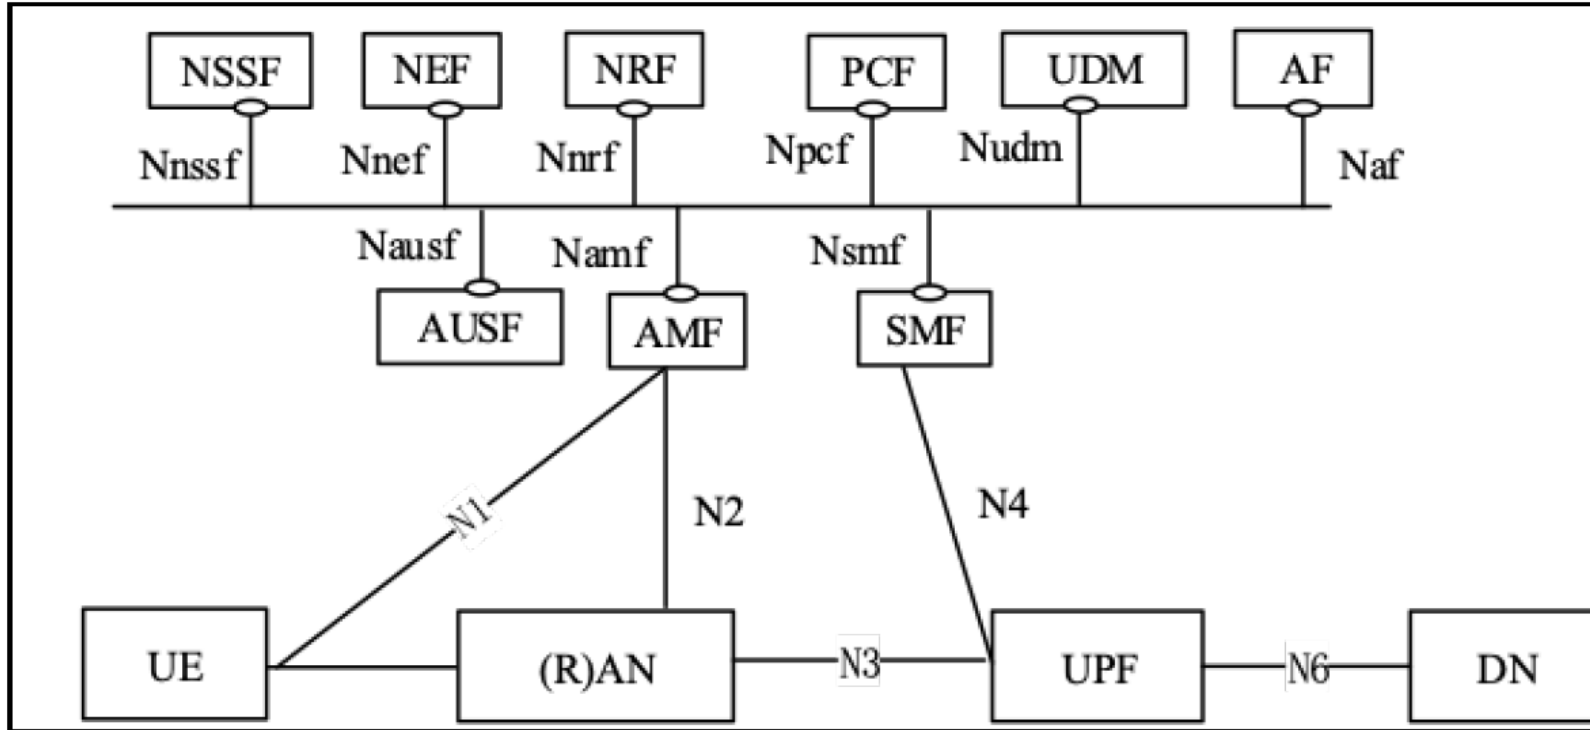 NSSF NEF NRF PCF UDM AF
Nnssf Nnef Nnrf Npcf Nudm Naf
Nausf Namf Nsmf
AUSF AMF SMF
N1 N2 N4
UE (R)AN N3 UPF N6 DN